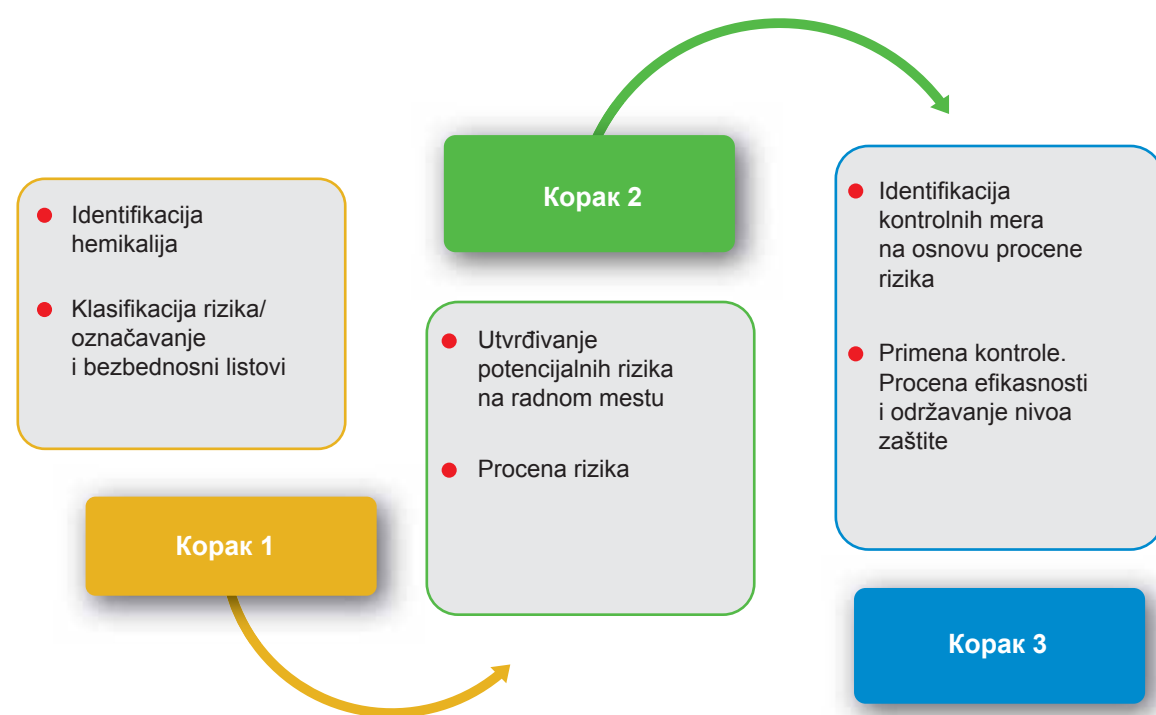 Identifikacija
hemikalija
Klasifikacija rizika/
označavanje
i bezbednosni listovi
Корак 1
Корак 2
Utvrđivanje
potencijalnih rizika
na radnom mestu
Procena rizika
Identifikacija
kontrolnih mera
na osnovu procene
rizika
Primena kontrole.
Procena efikasnosti
i održavanje nivoa
zaštite
Корак 3